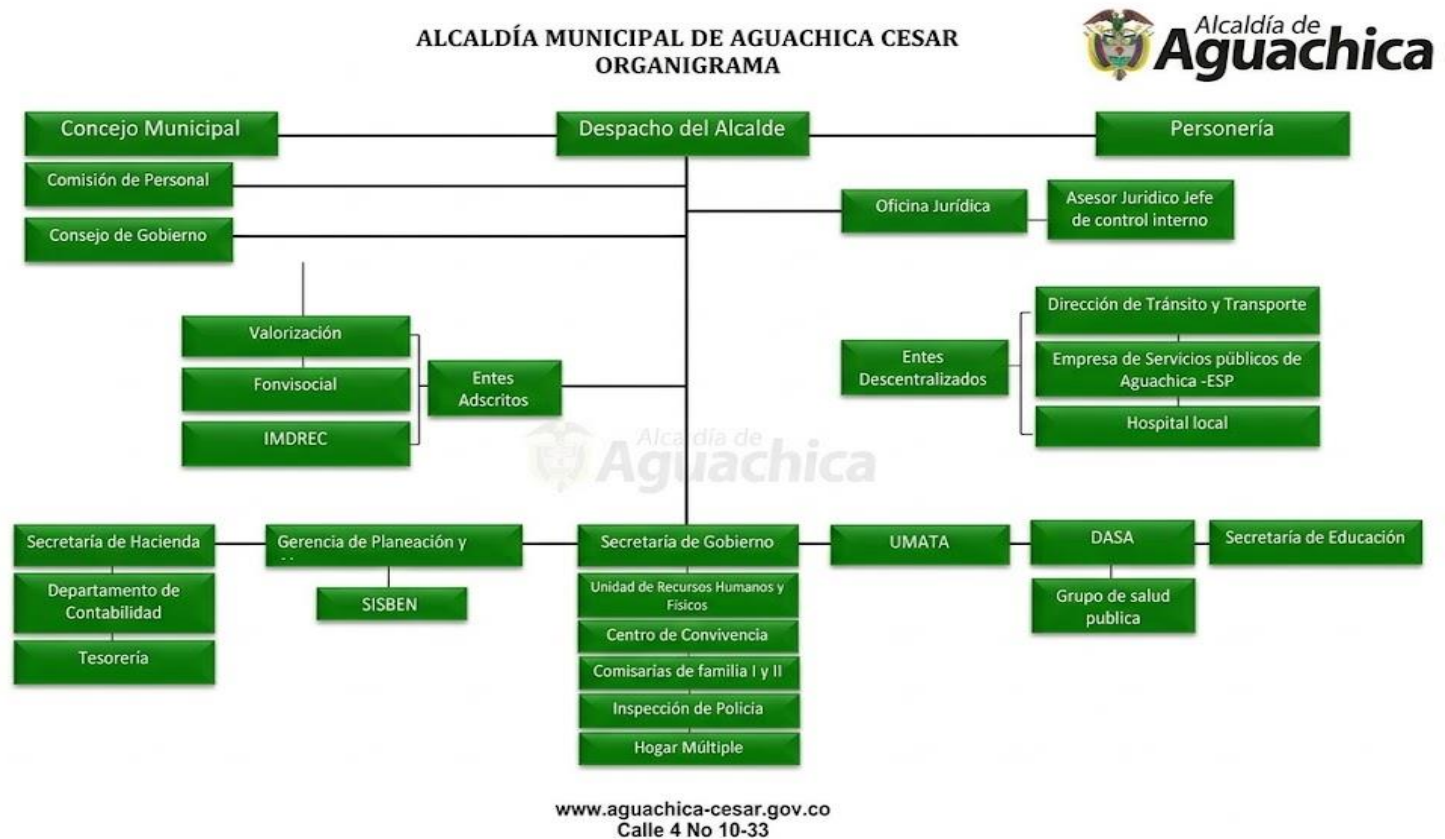 ALCALDÍA MUNICIPAL DE AGUACHICA CESAR
ORGANIGRAMA
Alcaldía de
Aguachica
Concejo Municipal
Despacho del Alcalde
Personería
Comisión de Personal
Consejo de Gobierno
Oficina Jurídica
Asesor Juridico Jefe
de control interno
Valorización
Fonvisocial
IMDREC
Entes
Adscritos
Entes
Descentralizados
Dirección de Tránsito y Transporte
Empresa de Servicios públicos de
Aguachica -ESP
Hospital local
Alcaldía de
Aguachica
Secretaría de Hacienda
Departamento de
Contabilidad
Tesorería
Gerencia de Planeación y
SISBEN
Secretaría de Gobierno
Unidad de Recursos Humanos y
Fisicos
Centro de Convivencia
Comisarias de familia I y II
Inspección de Policía
Hogar Múltiple
UMATA
DASA
Grupo de salud
publica
Secretaría de Educación
www.aguachica-cesar.gov.co
Calle 4 No 10-33